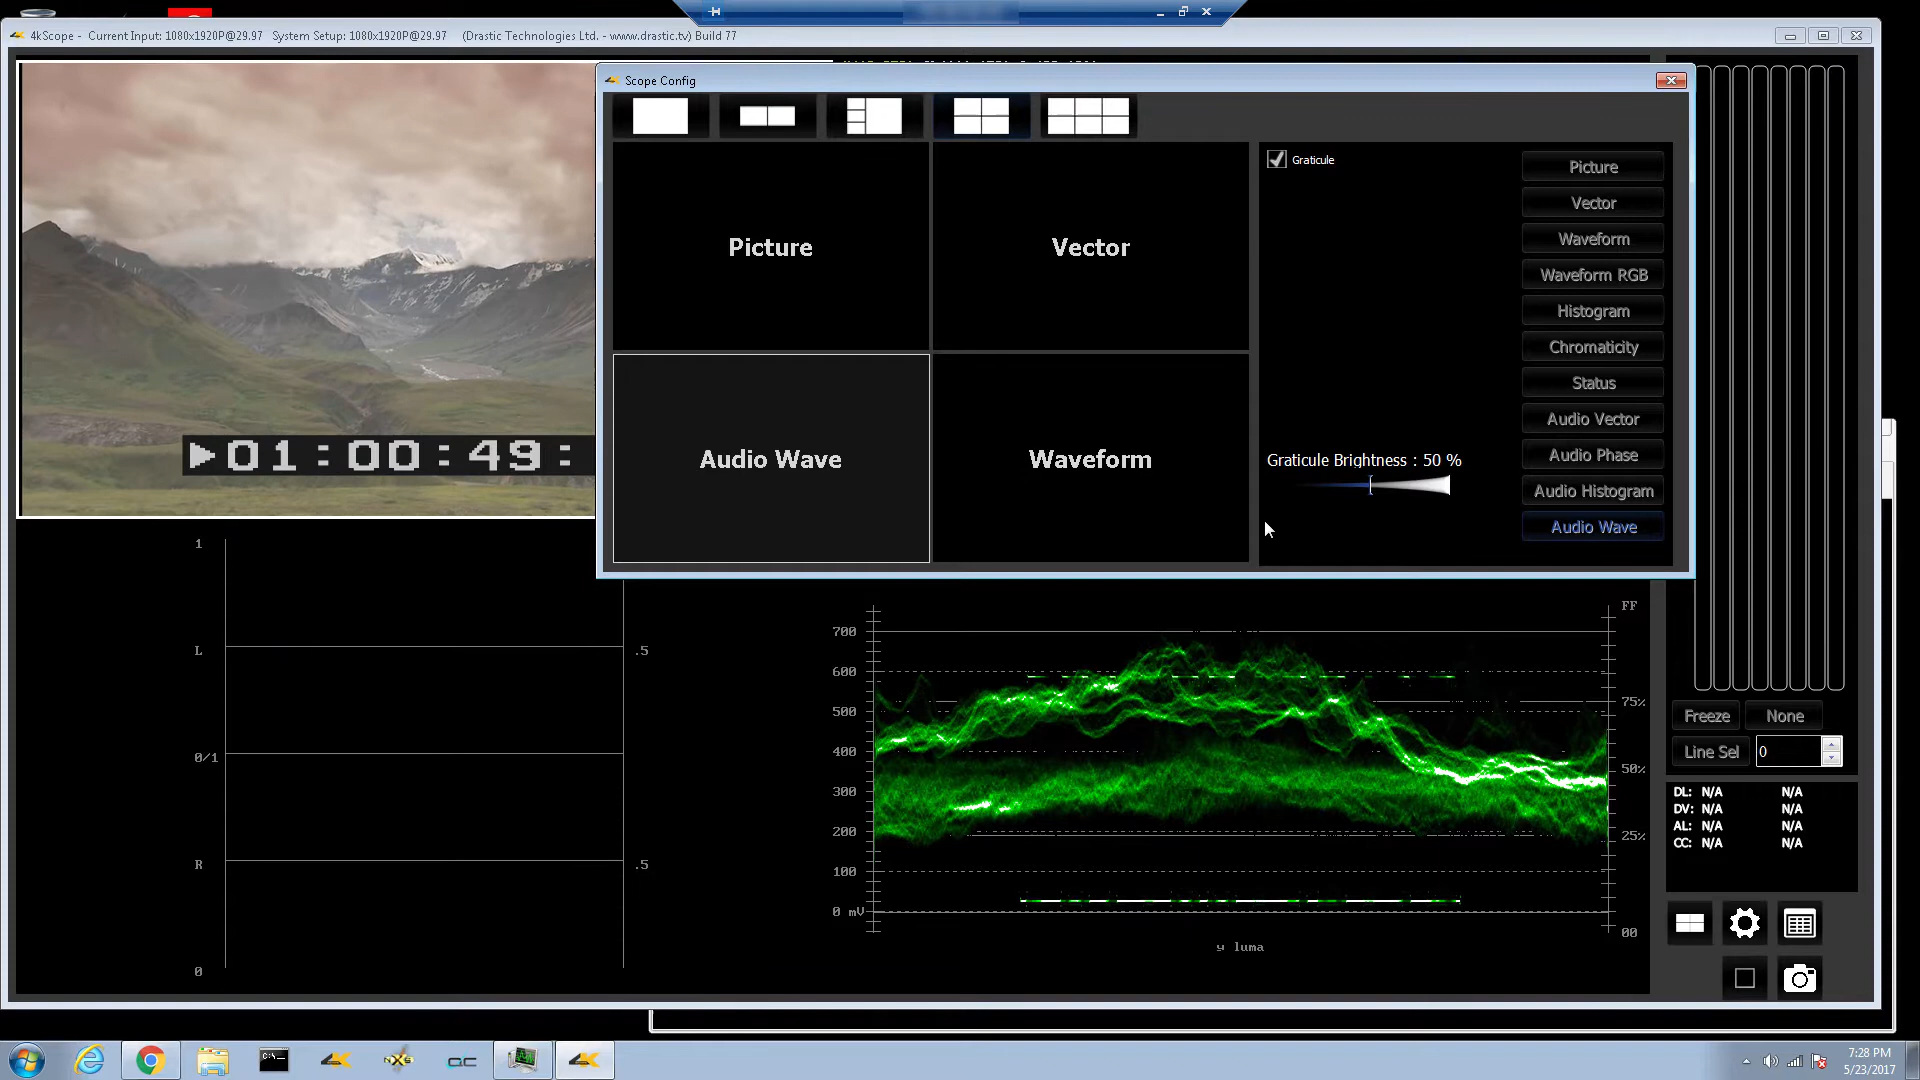 4kScope - Current Input: 1080x1920P@29.97 System Setup: 1080x1920P@29.97 (Drastic Technologies Ltd. - www.drastic.tv) Build 77
Scope Config
Picture
Vector
Audio Wave
Waveform
Graticule
Graticule Brightness : 50 %
Picture
Vector
Waveform
Waveform RGB
Histogram
Chromaticity
Status
Audio Vector
Audio Phase
Audio Histogram
Audio Wave
▶01:00:49:
1
L
.5
0/1
R
.5
0
700
600
500
400
300
200
100
0 mV
FF
75%
50%
25%
00
y luma
Freeze
None
Line Sel
0
DL: N/A N/A
DV: N/A N/A
AL: N/A N/A
CC: N/A N/A
C:\_
4K
NXS
QC
4K
7:28 PM
5/23/2017